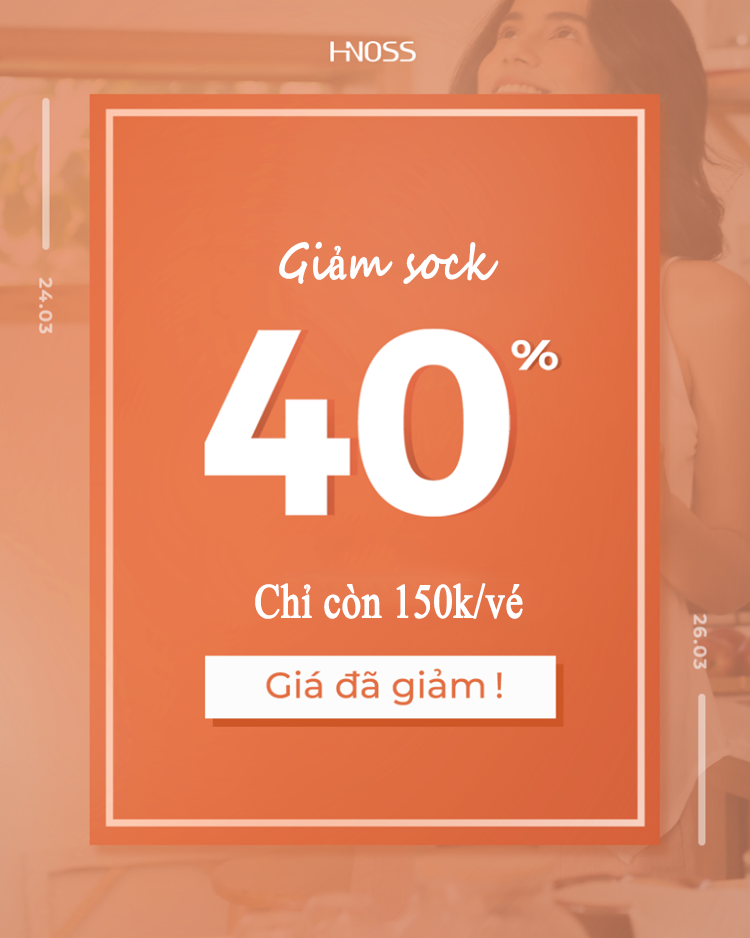 HNOSS
24.03
Giảm sock
40%
Chỉ còn 150k/vé
26.03
Giá đã giảm !